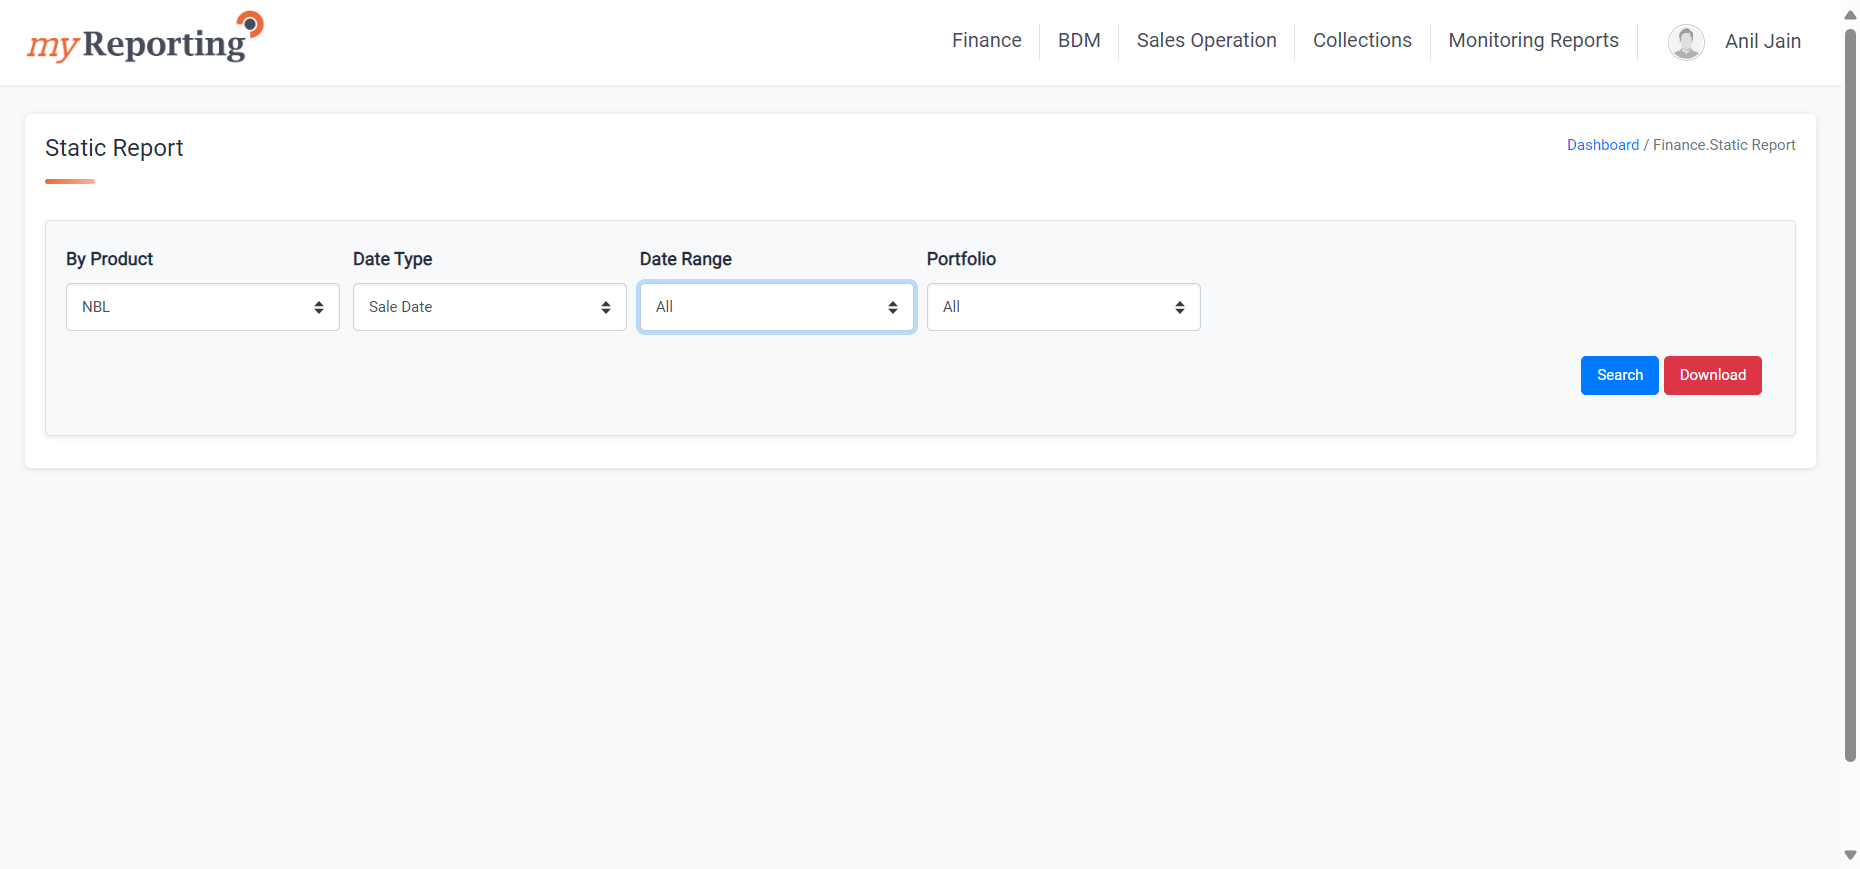 myReporting
Finance
BDM
Sales Operation
Collections
Monitoring Reports
Anil Jain
Static Report
Dashboard / Finance.Static Report
By Product
Date Type
Date Range
Portfolio
NBL
Sale Date
All
All
Search
Download